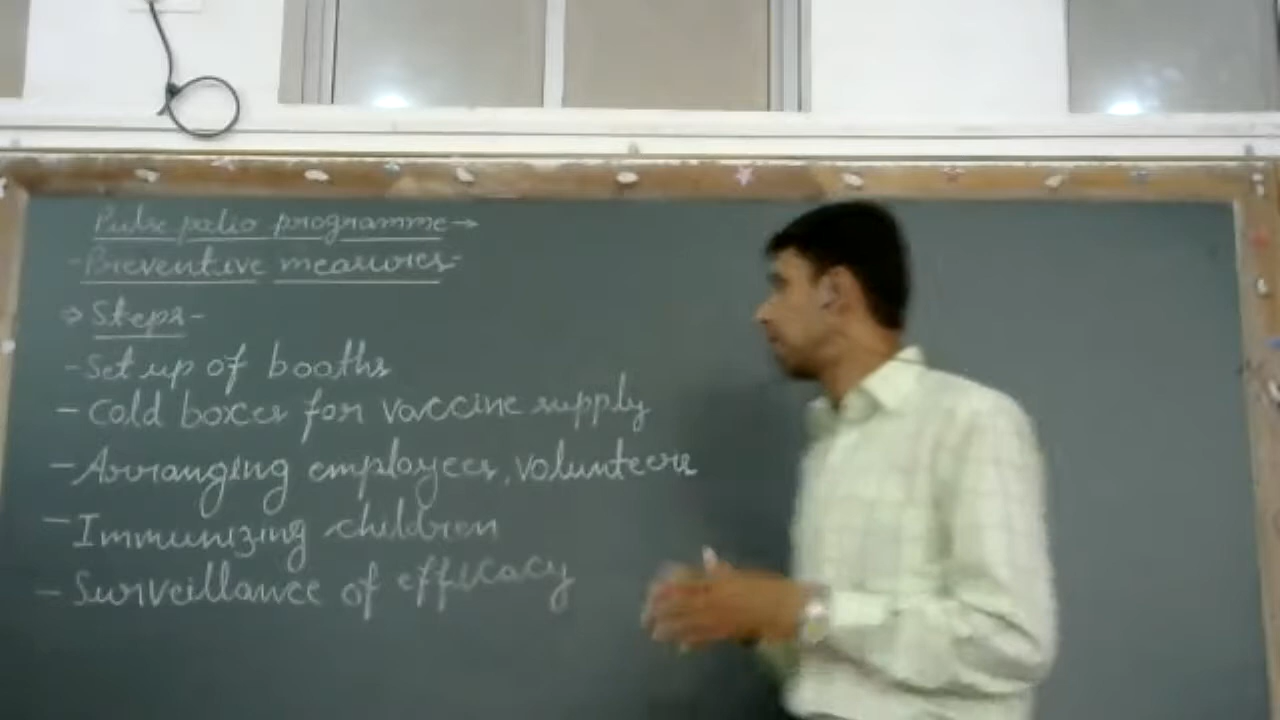 Pulse polio programme→
-Preventive measures-
⇒ Steps-
-Set up of booths
- Cold boxes for vaccine supply
- Arranging employees, volunteers
- Immunizing children
- Surveillance of efficacy